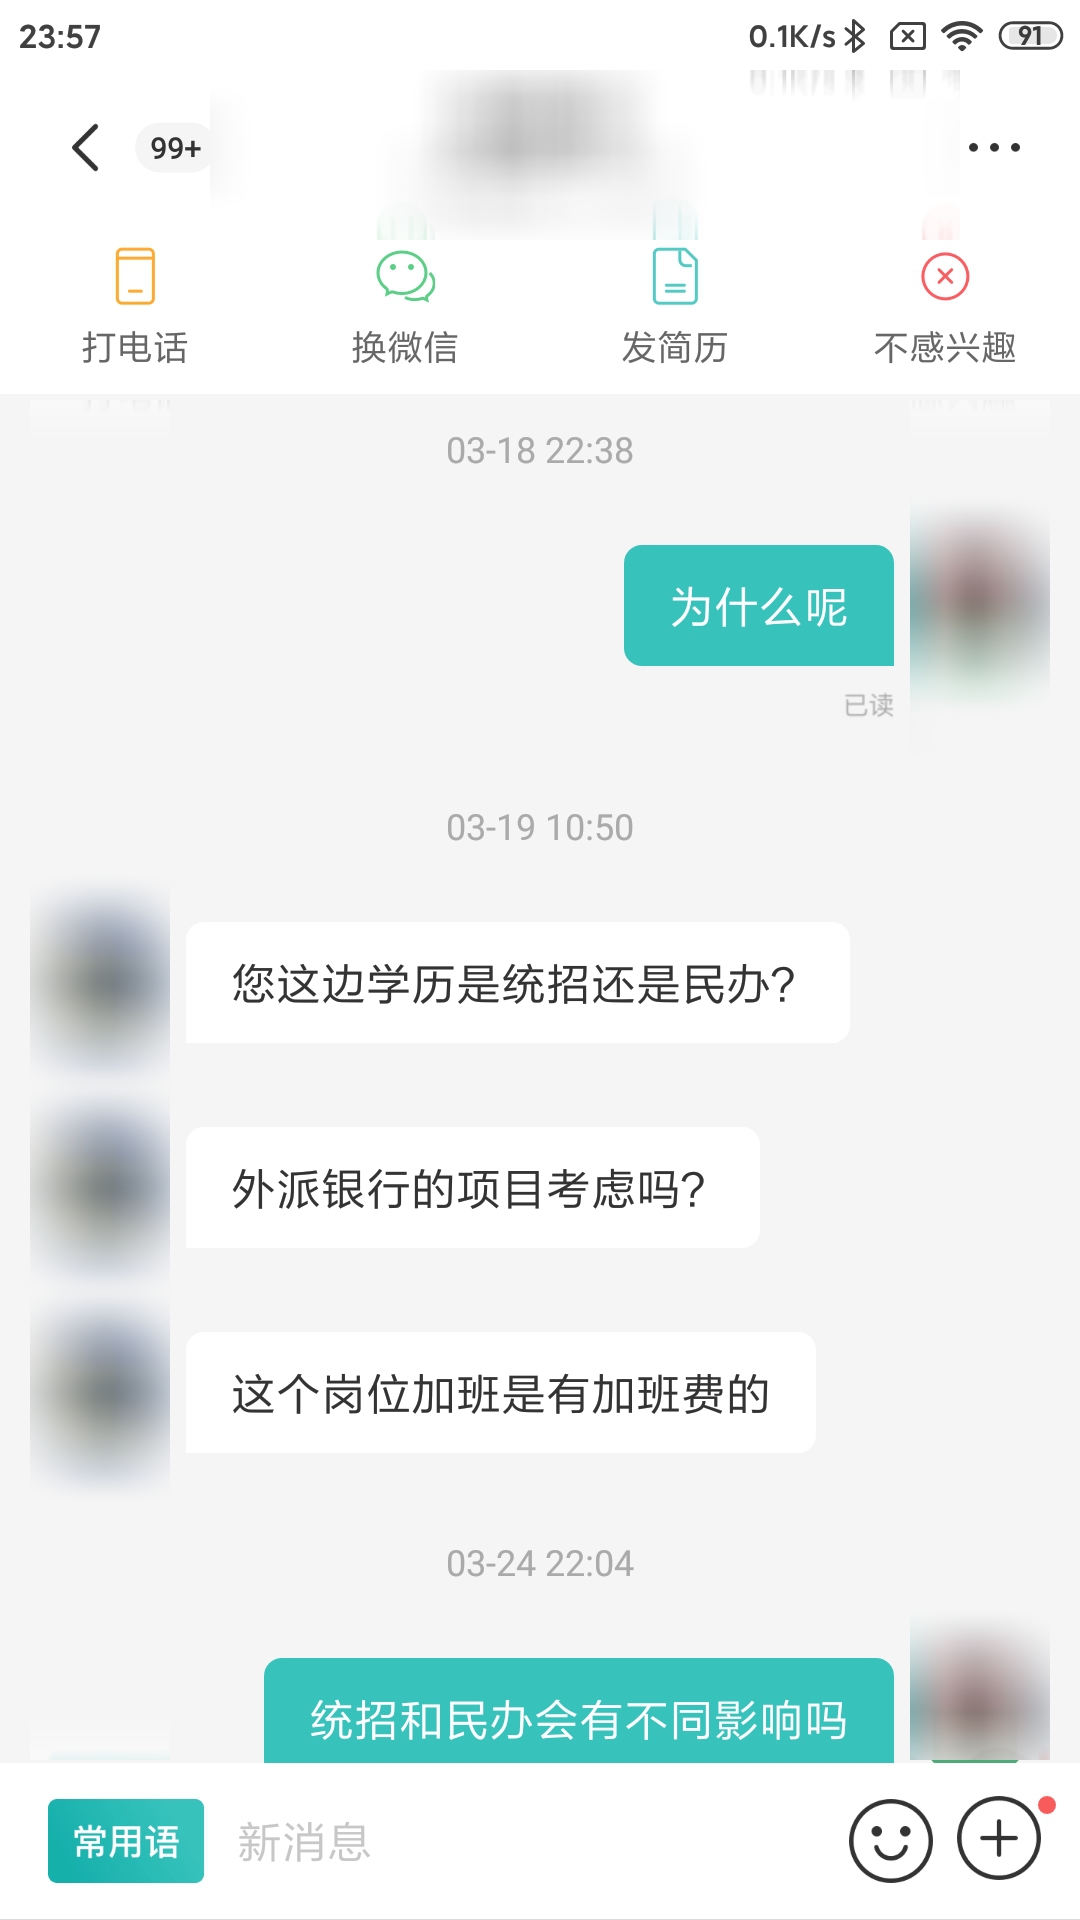 23:57
0.1K/s
91
99+
打电话
换微信
发简历
不感兴趣
03-18 22:38
为什么呢
已读
03-19 10:50
您这边学历是统招还是民办?
外派银行的项目考虑吗?
这个岗位加班是有加班费的
03-24 22:04
统招和民办会有不同影响吗
常用语
新消息